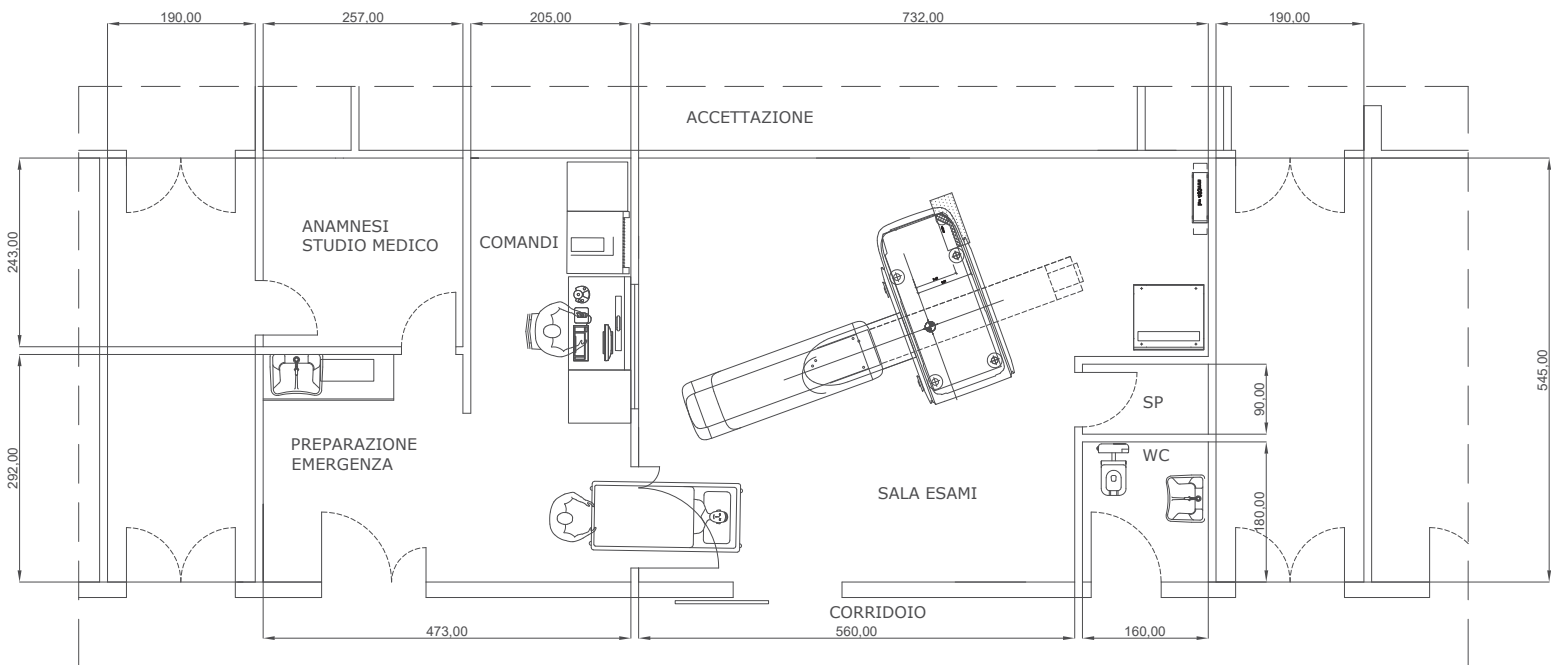 190,00
257,00
205,00
732,00
190,00
ACCETTAZIONE
ANAMNESI
STUDIO MEDICO
COMANDI
243,00
545,00
SP
90,00
PREPARAZIONE
EMERGENZA
WC
292,00
SALA ESAMI
180,00
CORRIDOIO
473,00
560,00
160,00